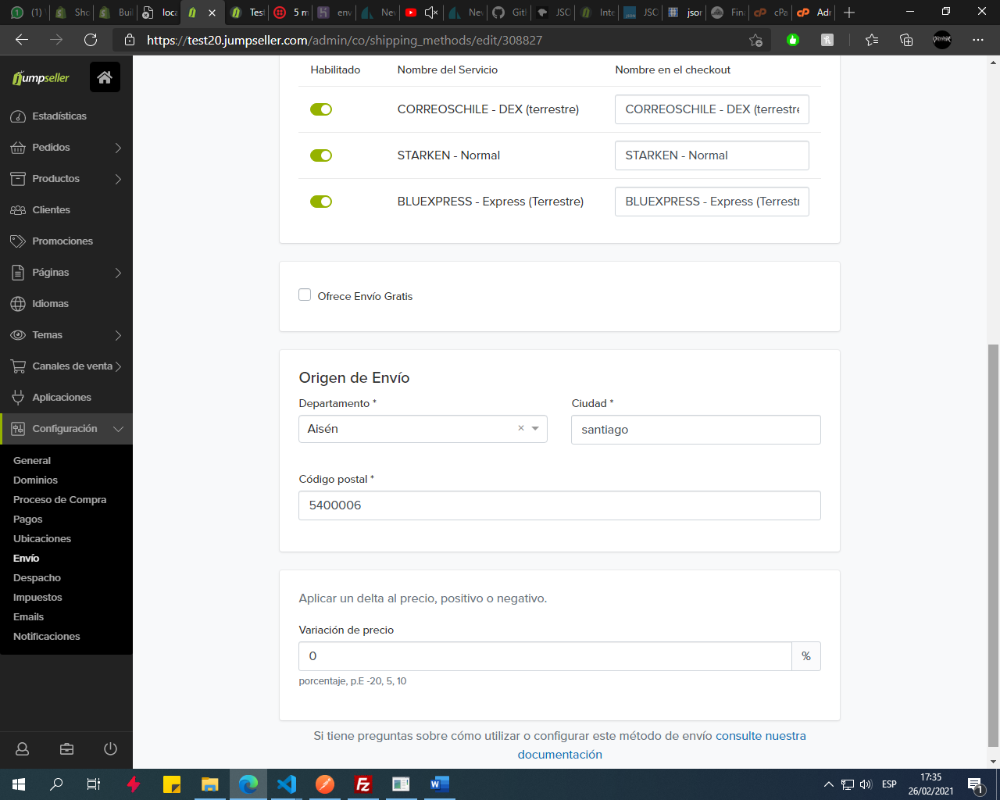 (1)
Sho
Buil
loca
Test
5 m
env
Nev
Nev
Gith
JSC
Inte
JSC
jsor
Fin
cPa
Adr
https://test20.jumpseller.com/admin/co/shipping_methods/edit/308827
jumpseller
Estadísticas
Pedidos
Productos
Clientes
Promociones
Páginas
Idiomas
Temas
Canales de venta
Aplicaciones
Configuración
General
Dominios
Proceso de Compra
Pagos
Ubicaciones
Envío
Despacho
Impuestos
Emails
Notificaciones
Habilitado Nombre del Servicio Nombre en el checkout
CORREOSCHILE - DEX (terrestre) CORREOSCHILE - DEX (terrestre
STARKEN - Normal STARKEN - Normal
BLUEXPRESS - Express (Terrestre) BLUEXPRESS - Express (Terrestr
Ofrece Envío Gratis
Origen de Envío
Departamento * Ciudad *
Aisén santiago
Código postal *
5400006
Aplicar un delta al precio, positivo o negativo.
Variación de precio
0 %
porcentaje, p.E -20, 5, 10
Si tiene preguntas sobre cómo utilizar o configurar este método de envío consulte nuestra
documentación
ESP
17:35
26/02/2021
1